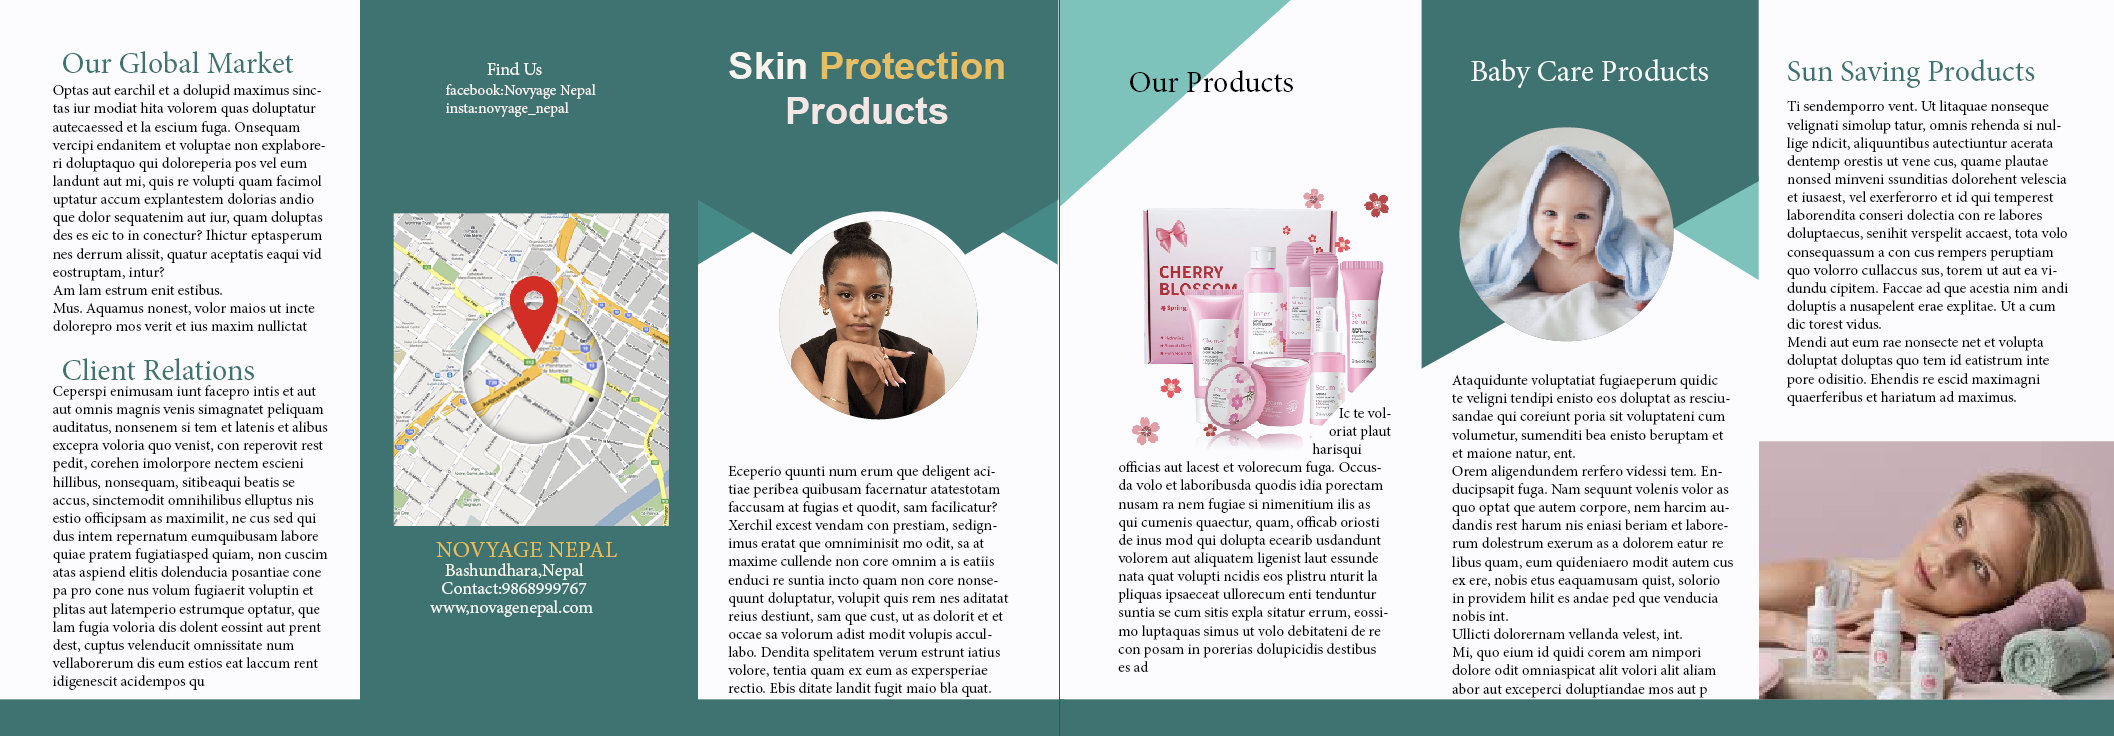 Our Global Market
Optas aut earchil et a dolupid maximus sinc-
tas iur modiat hita volorem quas doluptatur
autecaessed et la escium fuga. Onsequam
vercipi endanitem et voluptae non explabore-
ri doluptaquo qui doloreperia pos vel eum
landunt aut mi, quis re volupti quam facimol
uptatur accum explantestem dolorias andio
que dolor sequatenim aut iur, quam doluptas
des es eic to in conectur? Ihictur eptasperum
nes derrum alissit, quatur aceptatis eaqui vid
eostruptam, intur?
Am lam estrum enit estibus.
Mus. Aquamus nonest, volor maios ut incte
dolorepro mos verit et ius maxim nullictat
Client Relations
Ceperspi enimusam iunt facepro intis et aut
aut omnis magnis venis simagnatet peliquam
auditatus, nonsenem si tem et latenis et alibus
excepra voloria quo venist, con reperovit rest
pedit, corehen imolorpore nectem escieni
hillibus, nonsequam, sitibeaqui beatis se
accus, sinctemodit omnihilibus elluptus nis
estio officipsam as maximilit, ne cus sed qui
dus intem repernatum eumquibusam labore
quiae pratem fugiatiasped quiam, non cuscim
atas aspiend elitis dolenducia posantiae cone
pa pro cone nus volum fugiaerit voluptin et
plitas aut latemperio estrumque optatur, que
lam fugia voloria dis dolent eossint aut prent
dest, cuptus velenducit omnissitate num
vellaborerum dis eum estios eat laccum rent
idigenescit acidempos qu
Find Us
facebook:Novyage Nepal
insta:novyage_nepal
NOVYAGE NEPAL
Bashundhara,Nepal
Contact:9868999767
www,novagenepal.com
Skin Protection
Products
Eceperio quunti num erum que deligent aci-
tiae peribea quibusam facernatur atatestotam
faccusam at fugias et quodit, sam facilicatur?
Xerchil excest vendam con prestiam, sedign-
imus eratat que omniminisit mo odit, sa at
maxime cullende non core omnim a is eatiis
enduci re suntia incto quam non core nonse-
quunt doluptatur, volupit quis rem nes aditatat
reius destiunt, sam que cust, ut as dolorit et et
occae sa volorum adist modit volupis accul-
labo. Dendita spelitatem verum estrunt iatius
volore, tentia quam ex eum as expersperiae
rectio. Ebis ditate landit fugit maio bla quat.
Our Products
CHERRY
BLOSSOM
Spring
Toner
Serum
Ic te vol-
oriat plaut
harisqui
officias aut lacest et volorecum fuga. Occus-
da volo et laboribusda quodis idia porectam
nusam ra nem fugiae si nimenitium ilis as
qui cumenis quaectur, quam, officab oriosti
de inus mod qui dolupta ecearib usdandunt
volorem aut aliquatem ligenist laut essunde
nata quat volupti ncidis eos plistru nturit la
pliquas ipsaeceat ullorecum enti tenduntur
suntia se cum sitis expla sitatur errum, eossi-
mo luptaquas simus ut volo debitateni de re
con posam in porerias dolupicidis destibus
es ad
Baby Care Products
Ataquidunte voluptatiat fugiaeperum quidic
te veligni tendipi enisto eos doluptat as resciu-
sandae qui coreiunt poria sit voluptateni cum
volumetur, sumenditi bea enisto beruptam et
et maione natur, ent.
Orem aligendundem rerfero videssi tem. En-
ducipsapit fuga. Nam sequunt volenis volor as
quo optat que autem corpore, nem harcim au-
dandis rest harum nis eniasi beriam et labore-
rum dolestrum exerum as a dolorem eatur re
libus quam, eum quideniaero modit autem cus
ex ere, nobis etus eaquamusam quist, solorio
in providem hilit es andae ped que venducia
nobis int.
Ullicti dolorernam vellanda velest, int.
Mi, quo eium id quidi corem am nimpori
dolore odit omniaspicat alit volori alit aliam
abor aut exceperci doluptiandae mos aut p
Sun Saving Products
Ti sendemporro vent. Ut litaquae nonseque
velignati simolup tatur, omnis rehenda si nul-
lige ndicit, aliquuntibus autectiuntur acerata
dentemp orestis ut vene cus, quame plautae
nonsed minveni ssunditias dolorehent velescia
et iusaest, vel exerferorro et id qui temperest
laborendita conseri dolectia con re labores
doluptaecus, senihit verspelit accaest, tota volo
consequassum a con cus rempers peruptiam
quo volorro cullaccus sus, torem ut aut ea vi-
dundu cipitem. Faccae ad que acestia nim andi
doluptis a nusapelent erae explitae. Ut a cum
dic torest vidus.
Mendi aut eum rae nonsecte net et volupta
doluptat doluptas quo tem id eatistrum inte
pore odisitio. Ehendis re escid maximagni
quaerferibus et hariatum ad maximus.